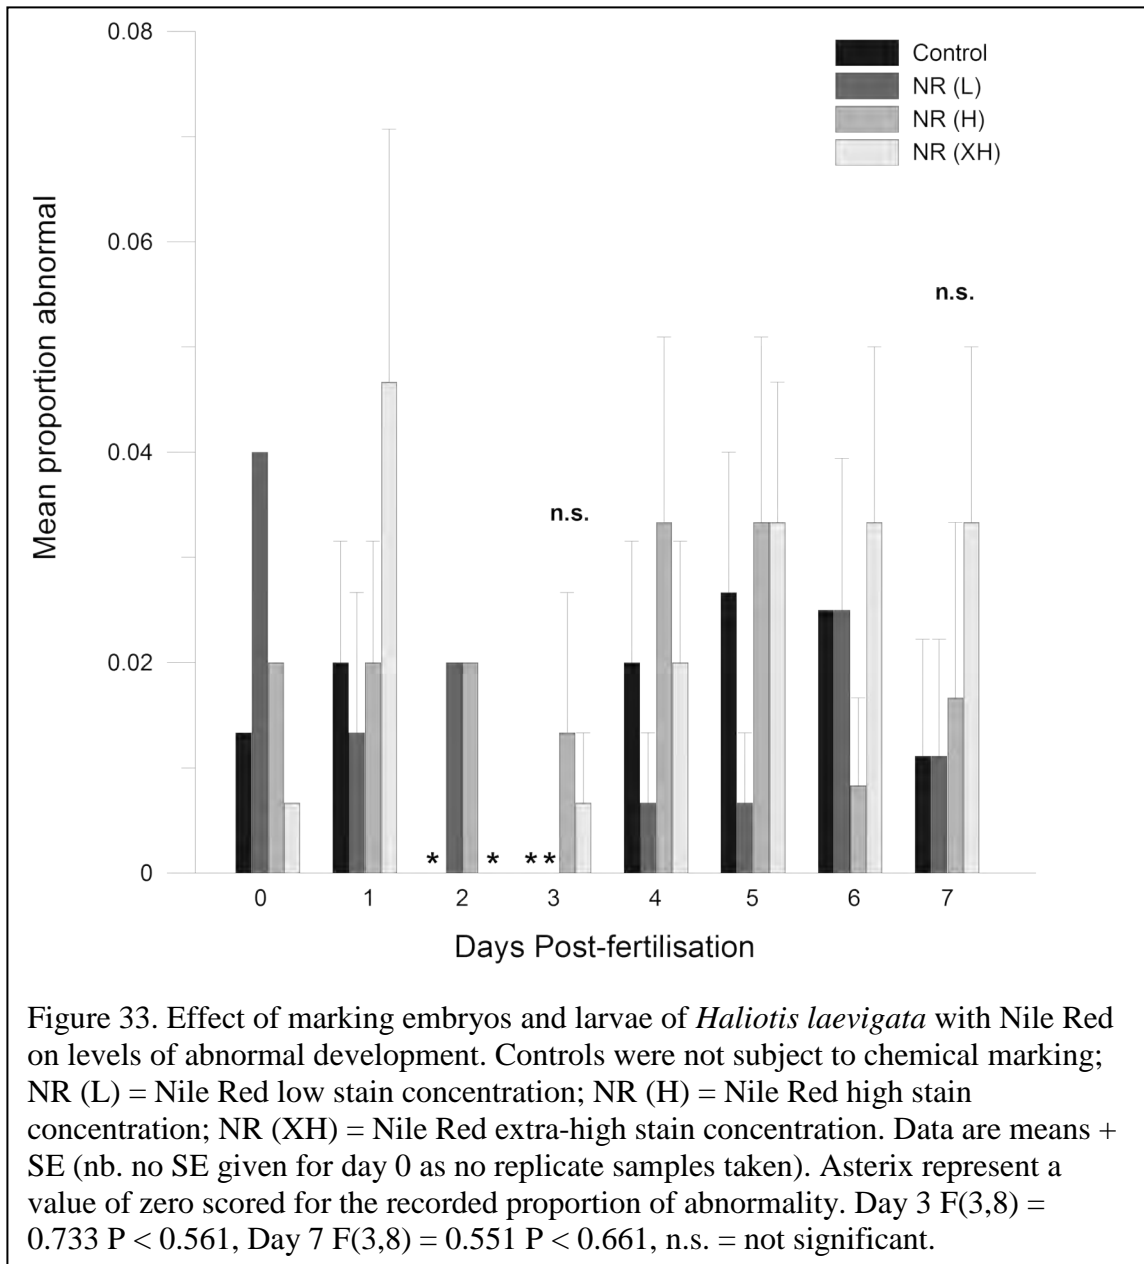 0.08
Control
NR (L)
NR (H)
NR (XH)
Mean proportion abnormal
0.06
n.s.
0.04
n.s.
0.02
* * * *
0
0 1 2 3 4 5 6 7
Days Post-fertilisation
Figure 33. Effect of marking embryos and larvae of Haliotis laevigata with Nile Red
on levels of abnormal development. Controls were not subject to chemical marking;
NR (L) = Nile Red low stain concentration; NR (H) = Nile Red high stain
concentration; NR (XH) = Nile Red extra-high stain concentration. Data are means +
SE (nb. no SE given for day 0 as no replicate samples taken). Asterix represent a
value of zero scored for the recorded proportion of abnormality. Day 3 F(3,8) =
0.733 P < 0.561, Day 7 F(3,8) = 0.551 P < 0.661, n.s. = not significant.